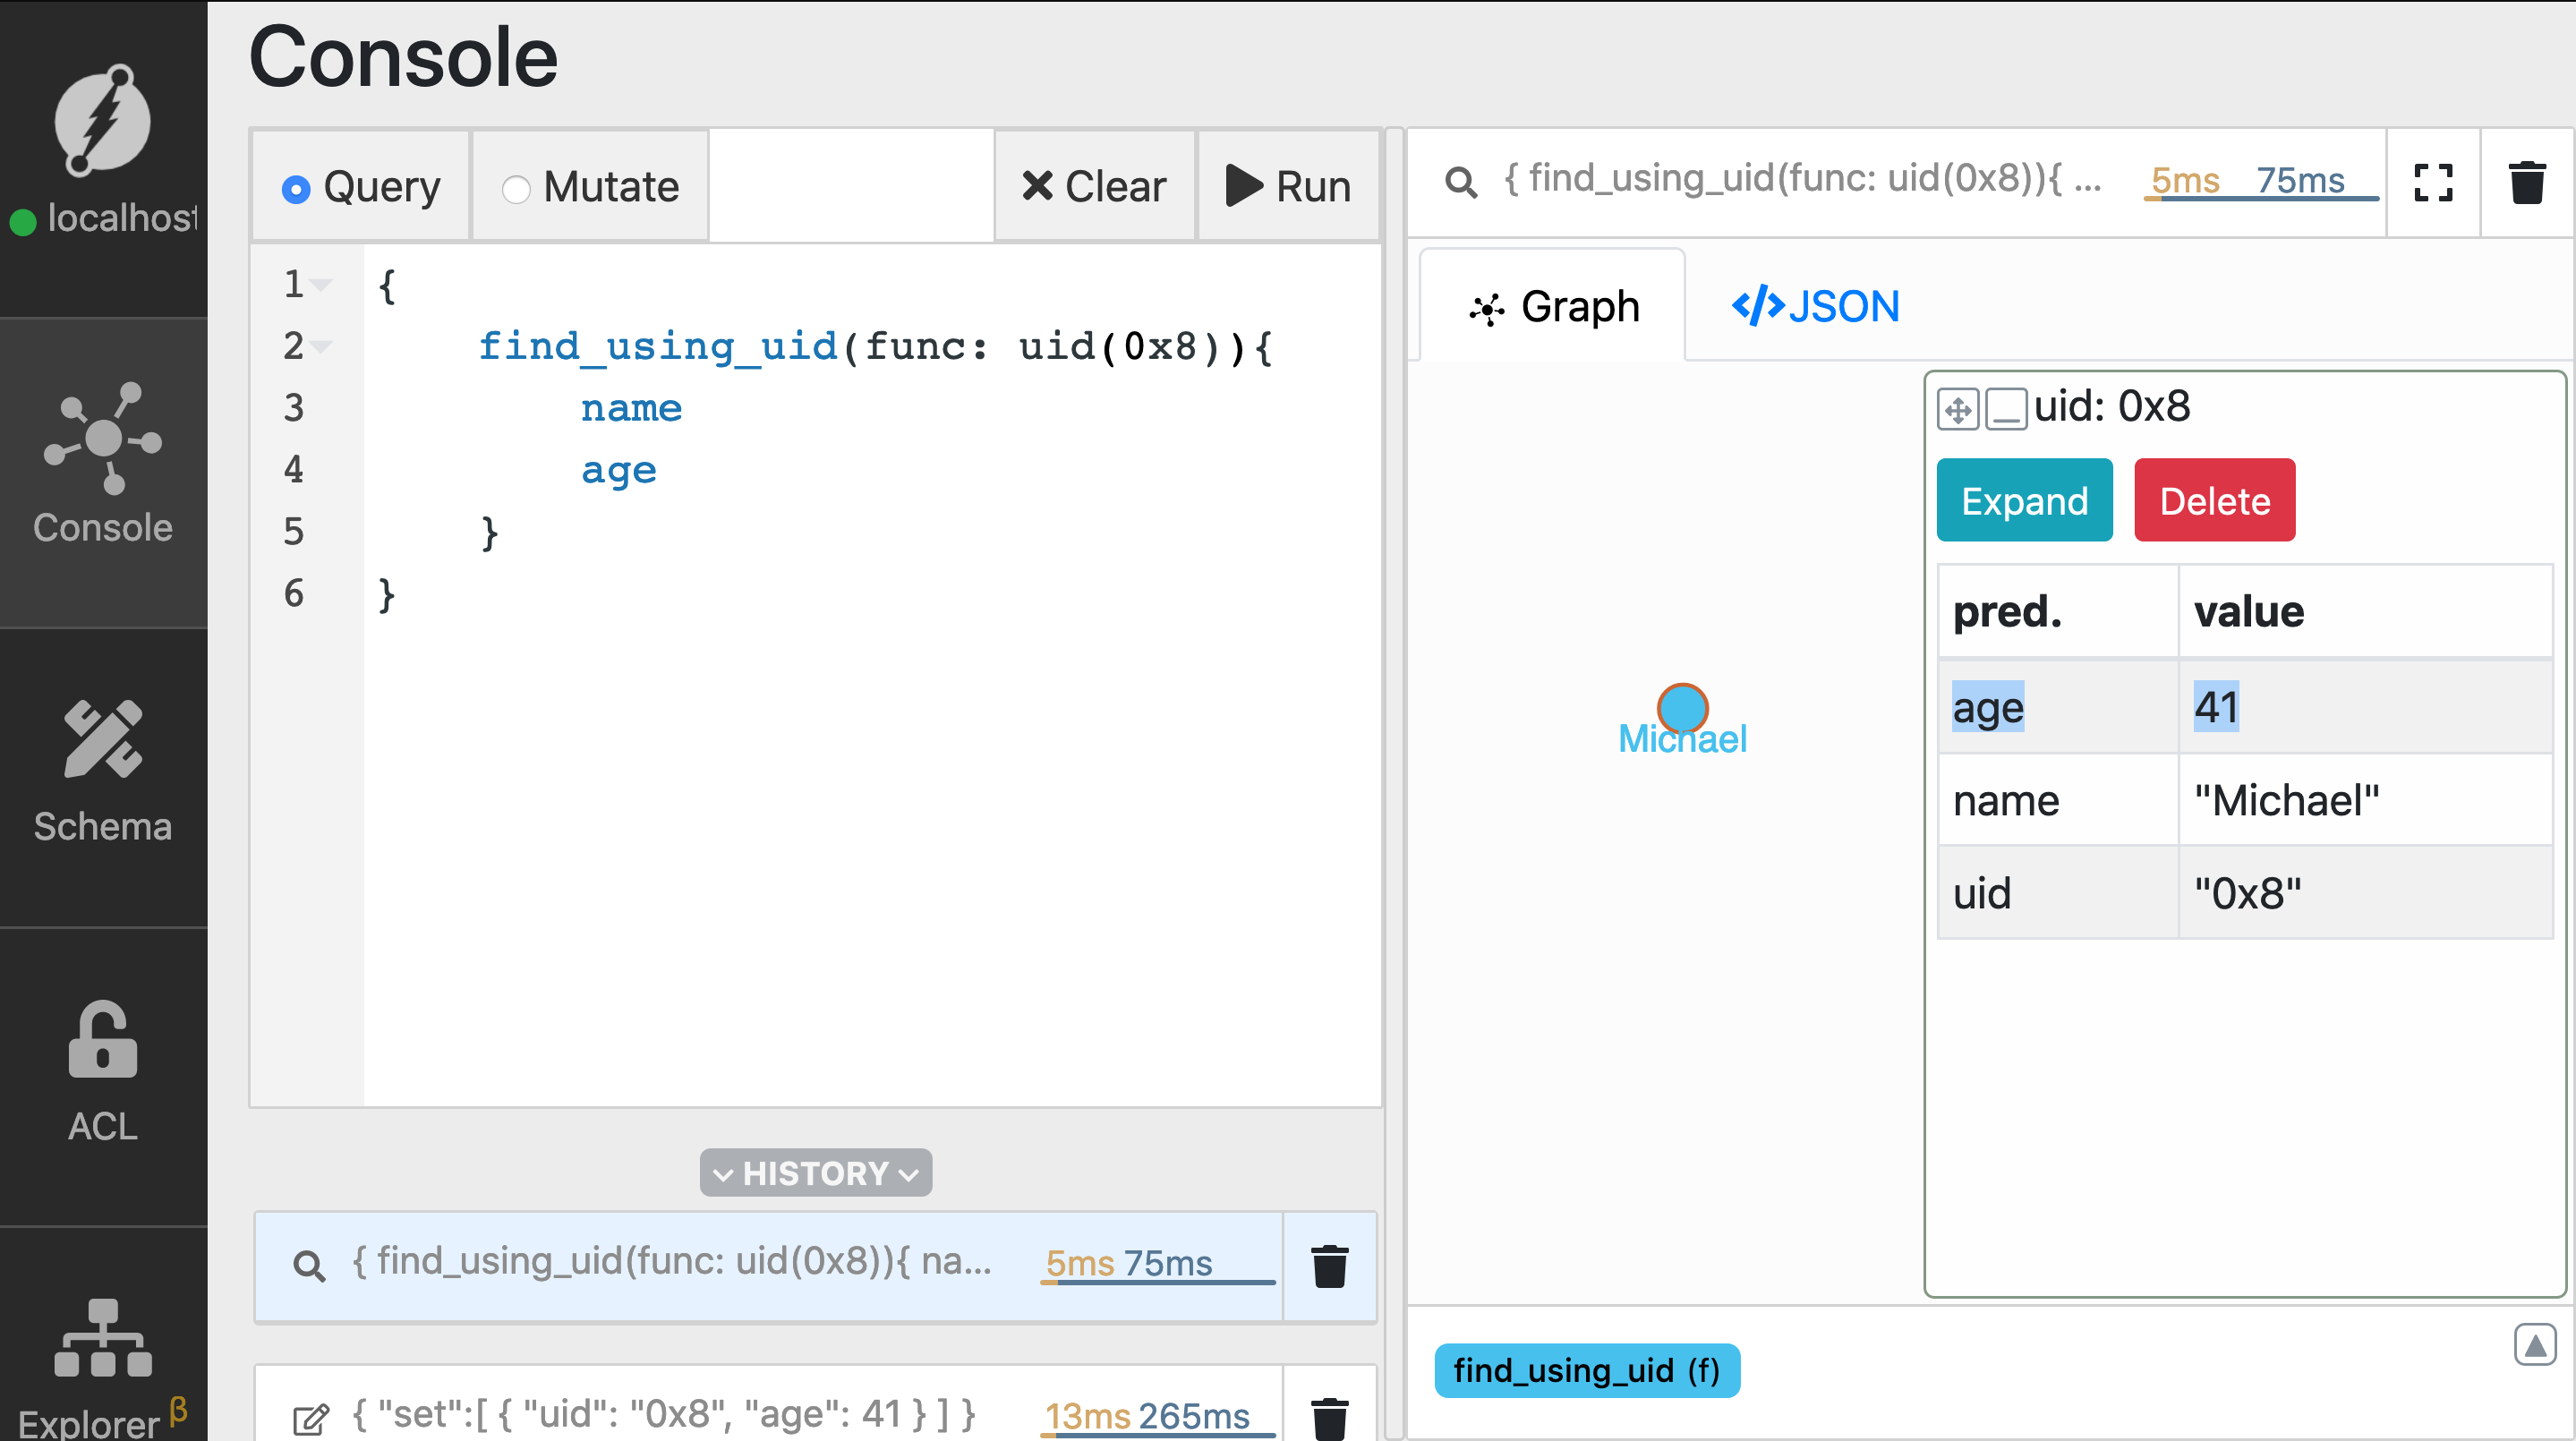 Console
localhost
Console
Schema
ACL
Explorer β
Query
Mutate
Clear
Run
1 {
2 find_using_uid(func: uid(0x8)){
3 name
4 age
5 }
6 }
HISTORY
{ find_using_uid(func: uid(0x8)){ na... 5ms 75ms
{ "set":[ { "uid": "0x8", "age": 41 } ] } 13ms 265ms
{ find_using_uid(func: uid(0x8)){ ... 5ms 75ms
Graph
</>JSON
Michael
uid: 0x8
Expand
Delete
pred. value
age 41
name "Michael"
uid "0x8"
find_using_uid (f)